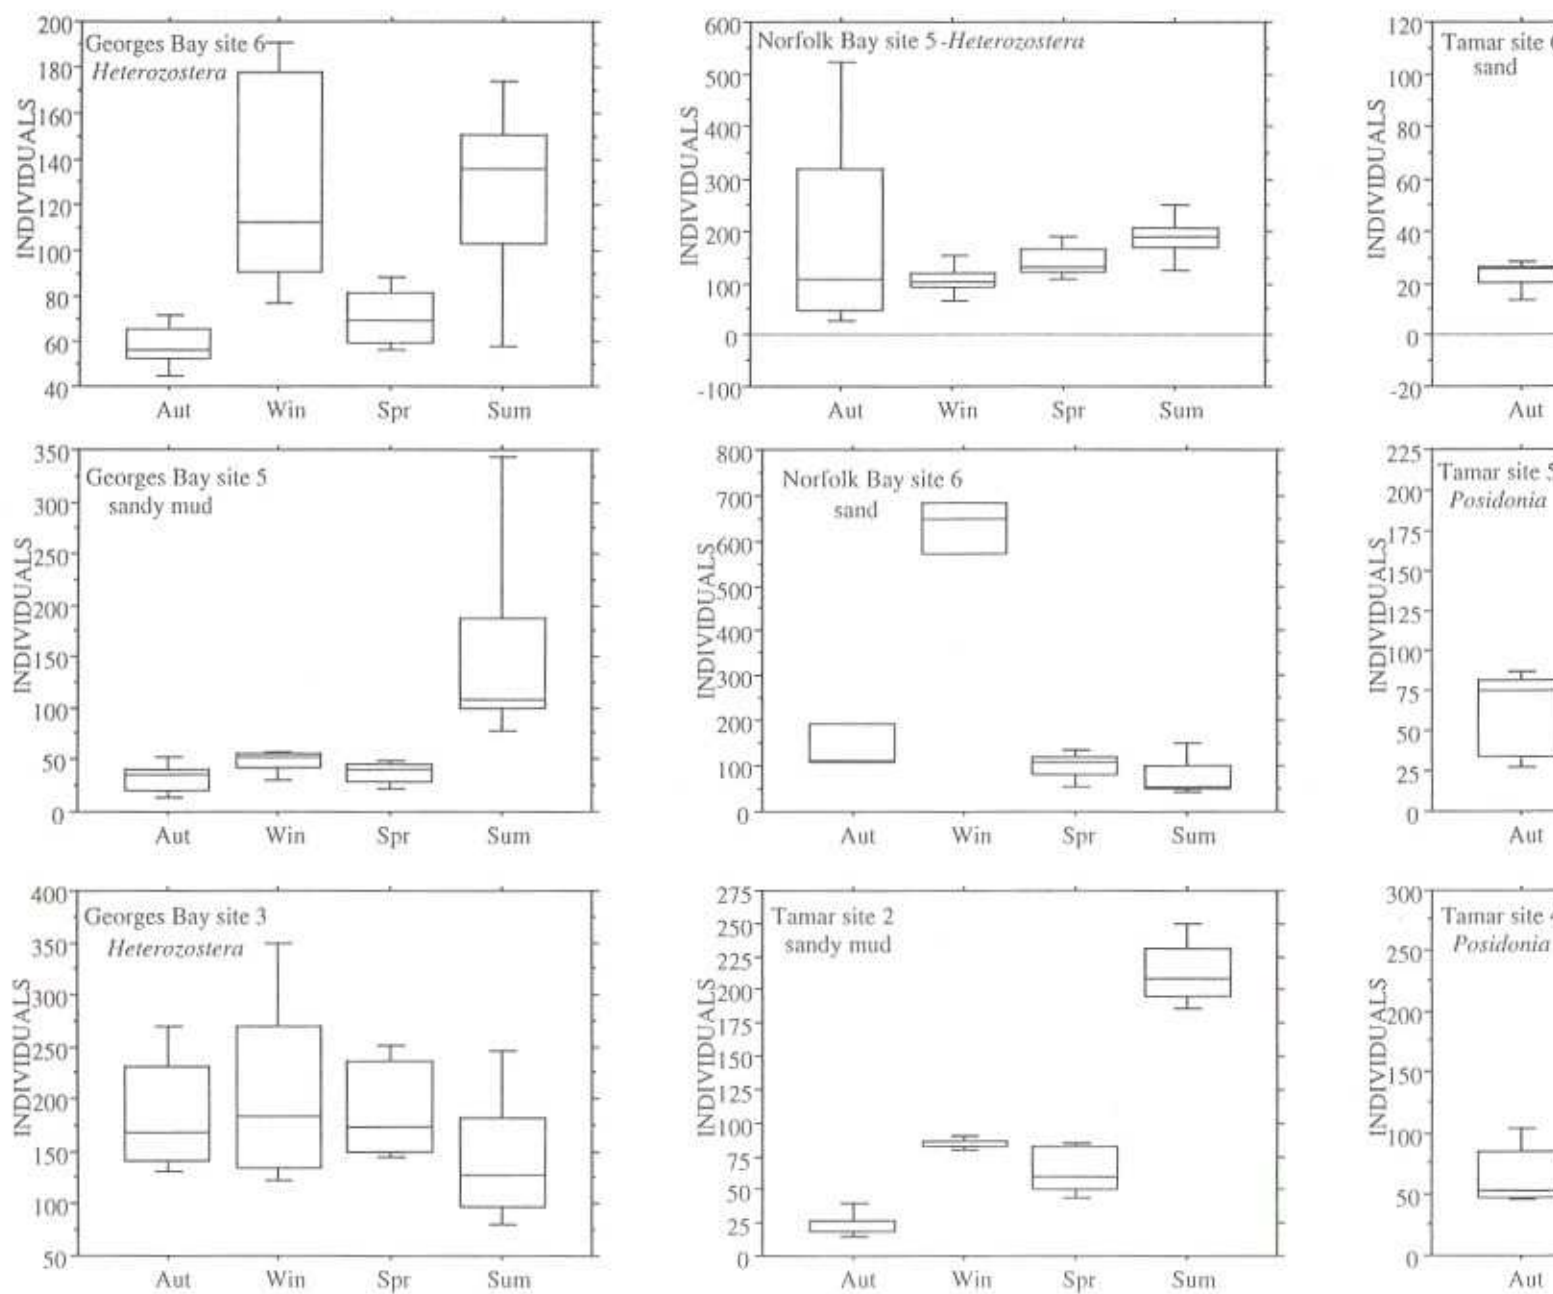 200
180
160
140
120
100
80
60
40
INDIVIDUALS
Georges Bay site 6
Heterozostera
Aut Win Spr Sum
600
500
400
300
200
100
0
-100
INDIVIDUALS
Norfolk Bay site 5 -Heterozostera
Aut Win Spr Sum
120
100
80
60
40
20
0
-20
INDIVIDUALS
Tamar site
sand
Aut
350
300
250
200
150
100
50
0
INDIVIDUALS
Georges Bay site 5
sandy mud
Aut Win Spr Sum
800
700
600
500
400
300
200
100
0
INDIVIDUALS
Norfolk Bay site 6
sand
Aut Win Spr Sum
225
200
175
150
125
100
75
50
25
0
INDIVIDUALS
Tamar site 5
Posidonia
Aut
400
350
300
250
200
150
100
50
INDIVIDUALS
Georges Bay site 3
Heterozostera
Aut Win Spr Sum
275
250
225
200
175
150
125
100
75
50
25
0
INDIVIDUALS
Tamar site 2
sandy mud
Aut Win Spr Sum
300
250
200
150
100
50
0
INDIVIDUALS
Tamar site
Posidonia
Aut